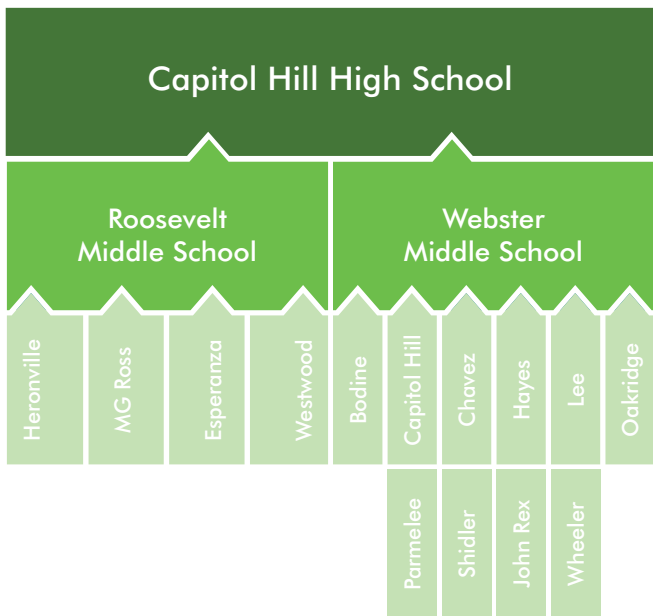 Capitol Hill High School
Roosevelt
Middle School
Webster
Middle School
Heronville
MG Ross
Esperanza
Westwood
Bodine
Capitol Hill
Chavez
Hayes
Lee
Oakridge
Parmelee
Shidler
John Rex
Wheeler